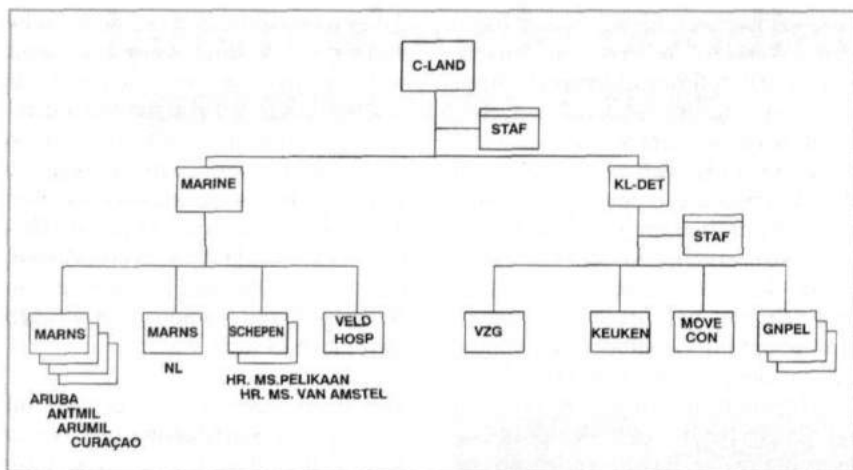 C-LAND
STAF
MARINE
KL-DET
STAF
MARNS
MARNS
SCHEPEN
VELD
HOSP
VZG
KEUKEN
MOVE
CON
GNPEL
NL
HR. MS.PELIKAAN
HR. MS. VAN AMSTEL
ARUBA
ANTMIL
ARUMIL
CURAÇAO